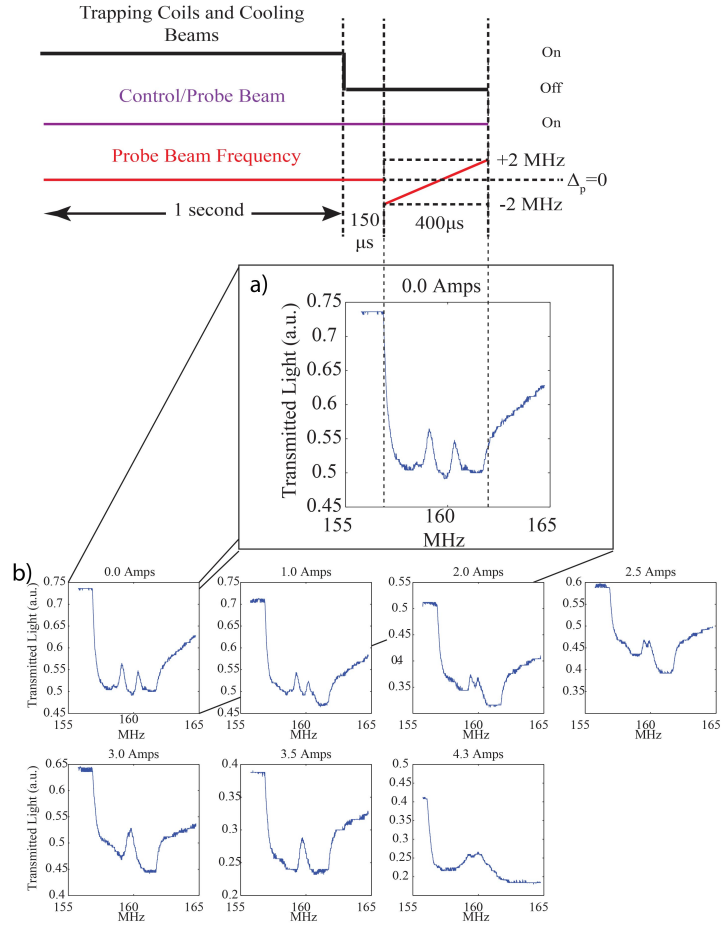 Trapping Coils and Cooling
Beams
On
Off
Control/Probe Beam
On
Probe Beam Frequency
+2 MHz
Δp=0
-2 MHz
1 second
150
μs
400μs
a)
0.0 Amps
Transmitted Light (a.u.)
0.75
0.7
0.65
0.6
0.55
0.5
0.45
155
160
165
MHz
b)
0.0 Amps
Transmitted Light (a.u.)
0.75
0.7
0.65
0.6
0.55
0.5
0.45
155
160
165
MHz
1.0 Amps
0.75
0.7
0.65
0.6
0.55
0.5
0.45
155
160
165
MHz
2.0 Amps
0.55
0.5
0.45
0.4
0.35
155
160
165
MHz
2.5 Amps
0.6
0.55
0.5
0.45
0.4
0.35
0.3
155
160
165
MHz
3.0 Amps
Transmitted Light (a.u.)
0.65
0.6
0.55
0.5
0.45
0.4
155
160
165
MHz
3.5 Amps
0.4
0.35
0.3
0.25
0.2
155
160
165
MHz
4.3 Amps
0.5
0.45
0.4
0.35
0.3
0.25
0.2
155
160
165
MHz